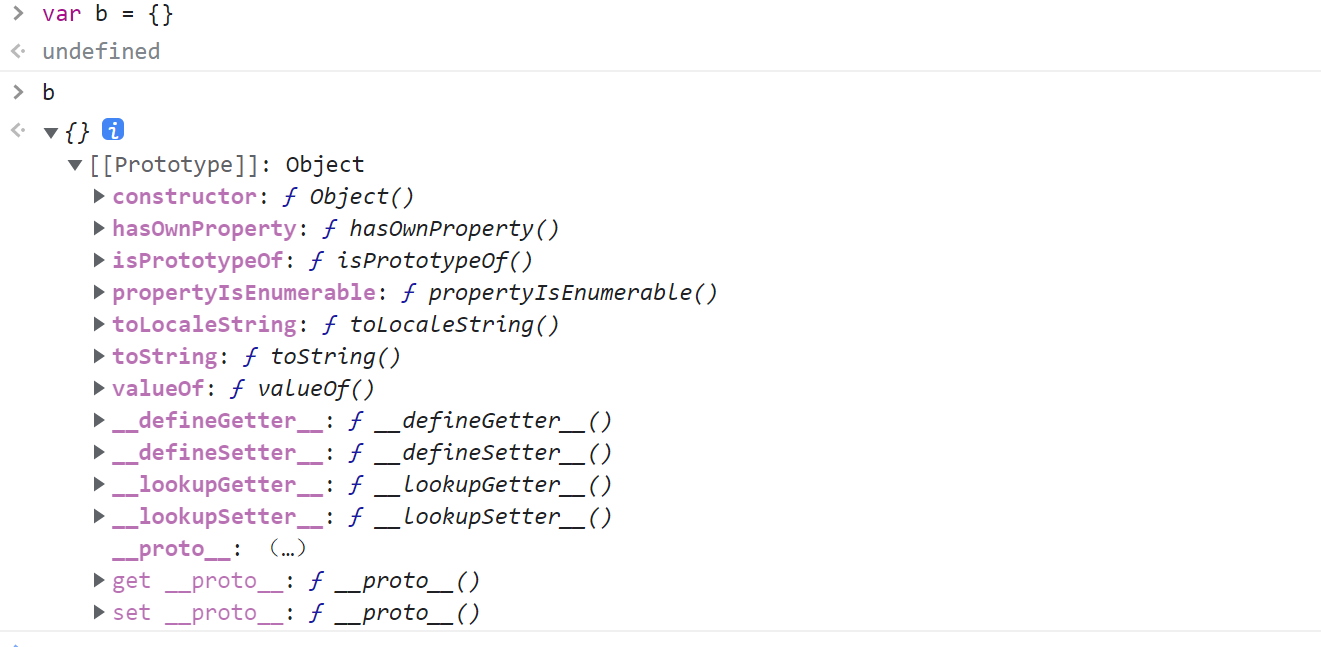 > var b = {}
<· undefined
> b
<· ▼{} i
▼[[Prototype]]: Object
▶constructor: ƒ Object()
▶hasOwnProperty: ƒ hasOwnProperty()
▶isPrototypeOf: ƒ isPrototypeOf()
▶propertyIsEnumerable: ƒ propertyIsEnumerable()
▶toLocaleString: ƒ toLocaleString()
▶toString: ƒ toString()
▶valueOf: ƒ valueOf()
▶__defineGetter__: ƒ __defineGetter__()
▶__defineSetter__: ƒ __defineSetter__()
▶__lookupGetter__: ƒ __lookupGetter__()
▶__lookupSetter__: ƒ __lookupSetter__()
__proto__: （…）
▶get __proto__: ƒ __proto__()
▶set __proto__: ƒ __proto__()